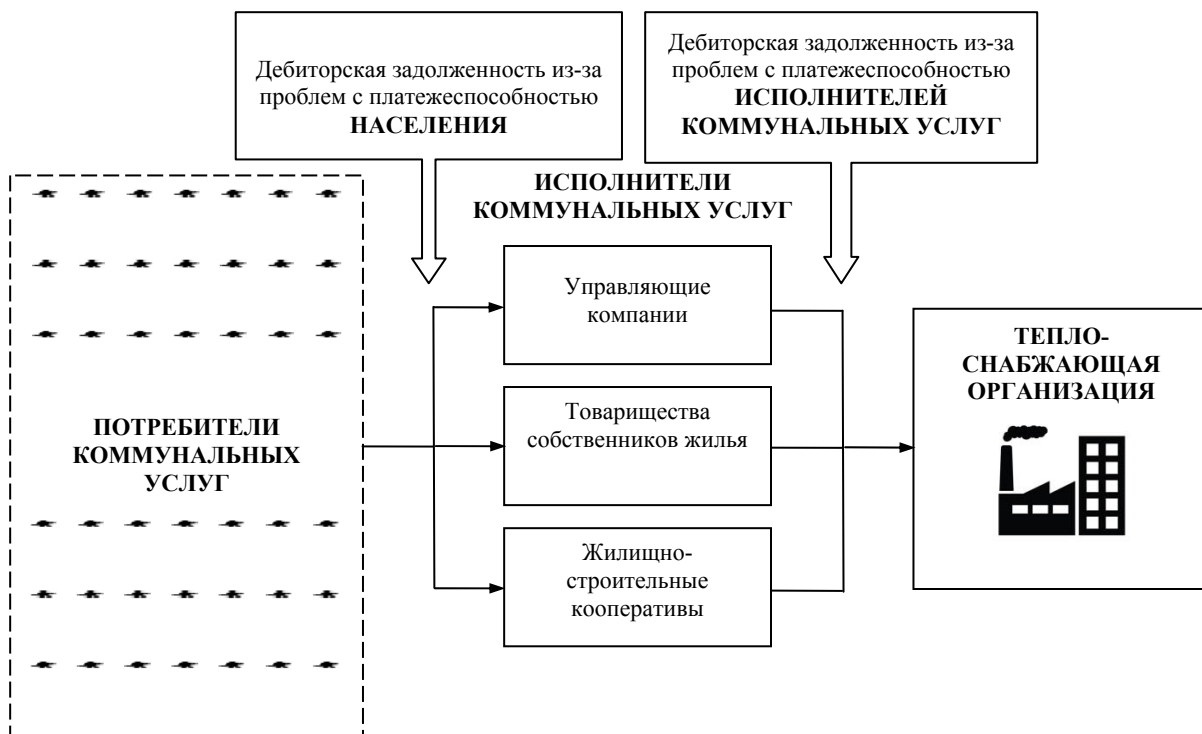 Дебиторская задолженность из-за
проблем с платежеспособностью
НАСЕЛЕНИЯ
Дебиторская задолженность из-за
проблем с платежеспособностью
ИСПОЛНИТЕЛЕЙ
КОММУНАЛЬНЫХ УСЛУГ
ИСПОЛНИТЕЛИ
КОММУНАЛЬНЫХ УСЛУГ
ПОТРЕБИТЕЛИ
КОММУНАЛЬНЫХ
УСЛУГ
Управляющие
компании
Товарищества
собственников жилья
Жилищно-
строительные
кооперативы
ТЕПЛО-
СНАБЖАЮЩАЯ
ОРГАНИЗАЦИЯ